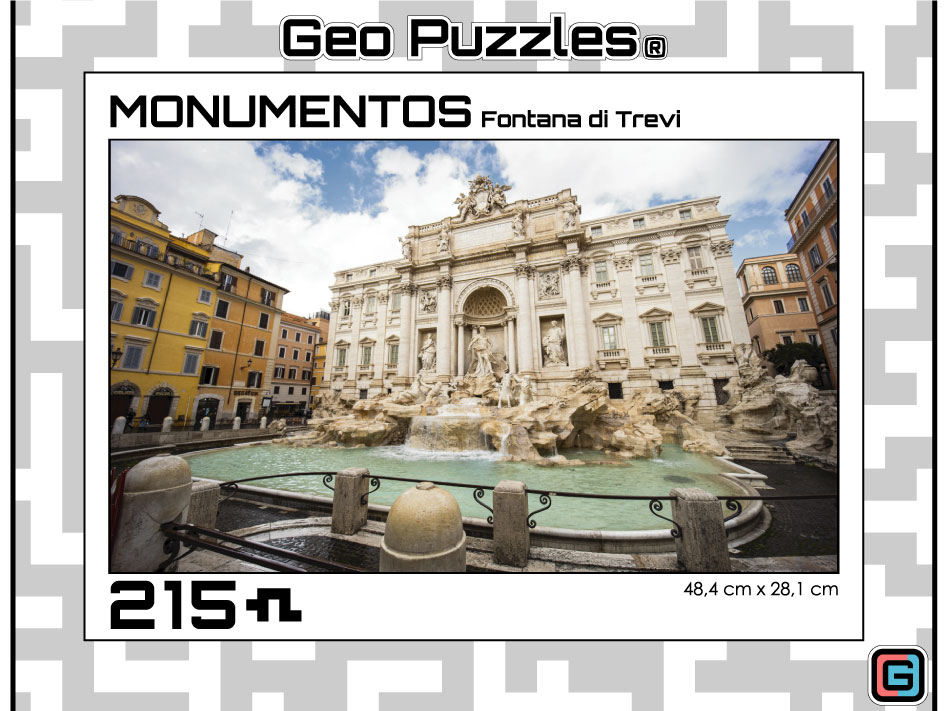 Geo Puzzles®
MONUMENTOS Fontana di Trevi
215
48,4 cm x 28,1 cm
G